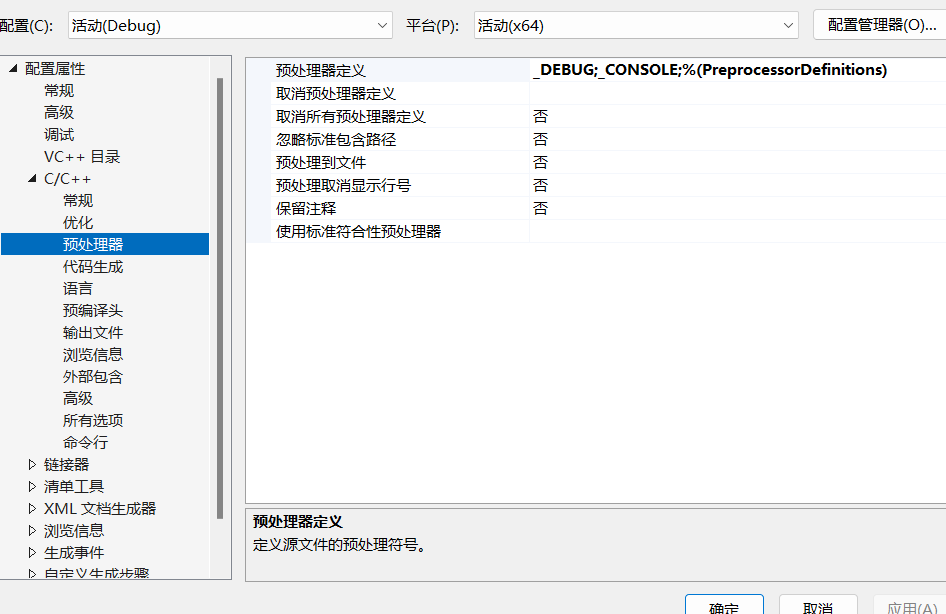 配置(C): 活动(Debug) 平台(P): 活动(x64) 配置管理器(O)...
配置属性
常规
高级
调试
VC++ 目录
C/C++
常规
优化
预处理器
代码生成
语言
预编译头
输出文件
浏览信息
外部包含
高级
所有选项
命令行
链接器
清单工具
XML 文档生成器
浏览信息
生成事件
自定义生成步骤
预处理器定义 _DEBUG;_CONSOLE;%(PreprocessorDefinitions)
取消预处理器定义
取消所有预处理器定义 否
忽略标准包含路径 否
预处理到文件 否
预处理取消显示行号 否
保留注释 否
使用标准符合性预处理器
预处理器定义
定义源文件的预处理符号。
确定 取消 应用(A)